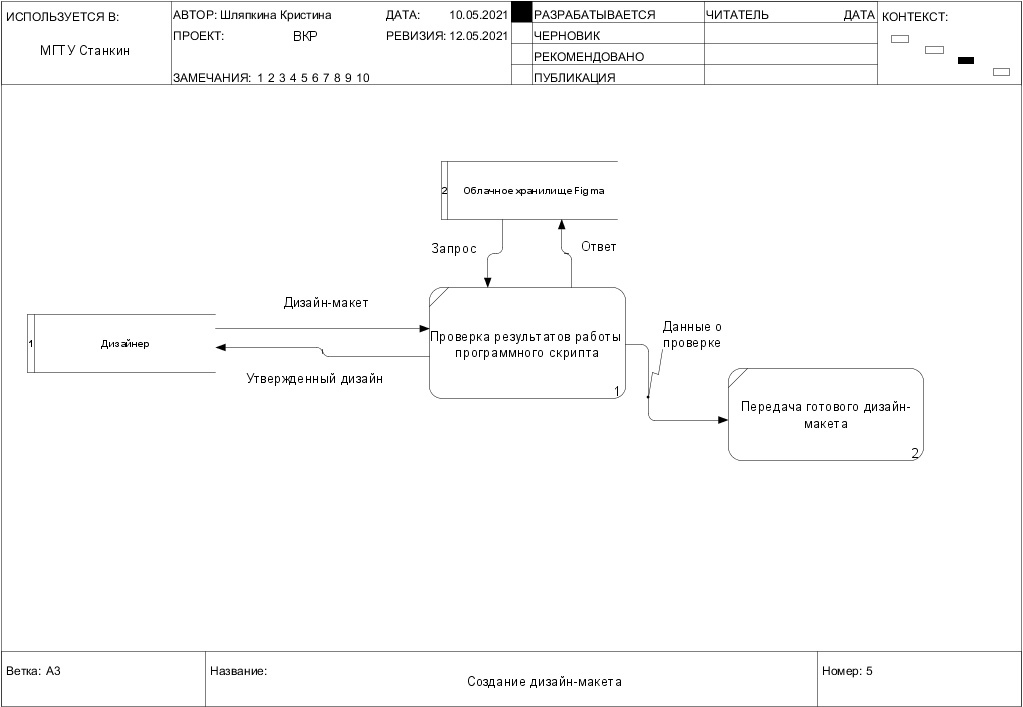 ИСПОЛЬЗУЕТСЯ В:
МГТУ Станкин
АВТОР: Шляпкина Кристина
ДАТА: 10.05.2021
ПРОЕКТ: ВКР
РЕВИЗИЯ: 12.05.2021
ЗАМЕЧАНИЯ: 1 2 3 4 5 6 7 8 9 10
РАЗРАБАТЫВАЕТСЯ
ЧЕРНОВИК
РЕКОМЕНДОВАНО
ПУБЛИКАЦИЯ
ЧИТАТЕЛЬ ДАТА
КОНТЕКСТ:
2 Облачное хранилище Figma
Запрос
Ответ
Дизайн-макет
1 Дизайнер
Утвержденный дизайн
Проверка результатов работы
программного скрипта
1
Данные о
проверке
Передача готового дизайн-
макета
2
Ветка: A3
Название:
Создание дизайн-макета
Номер: 5